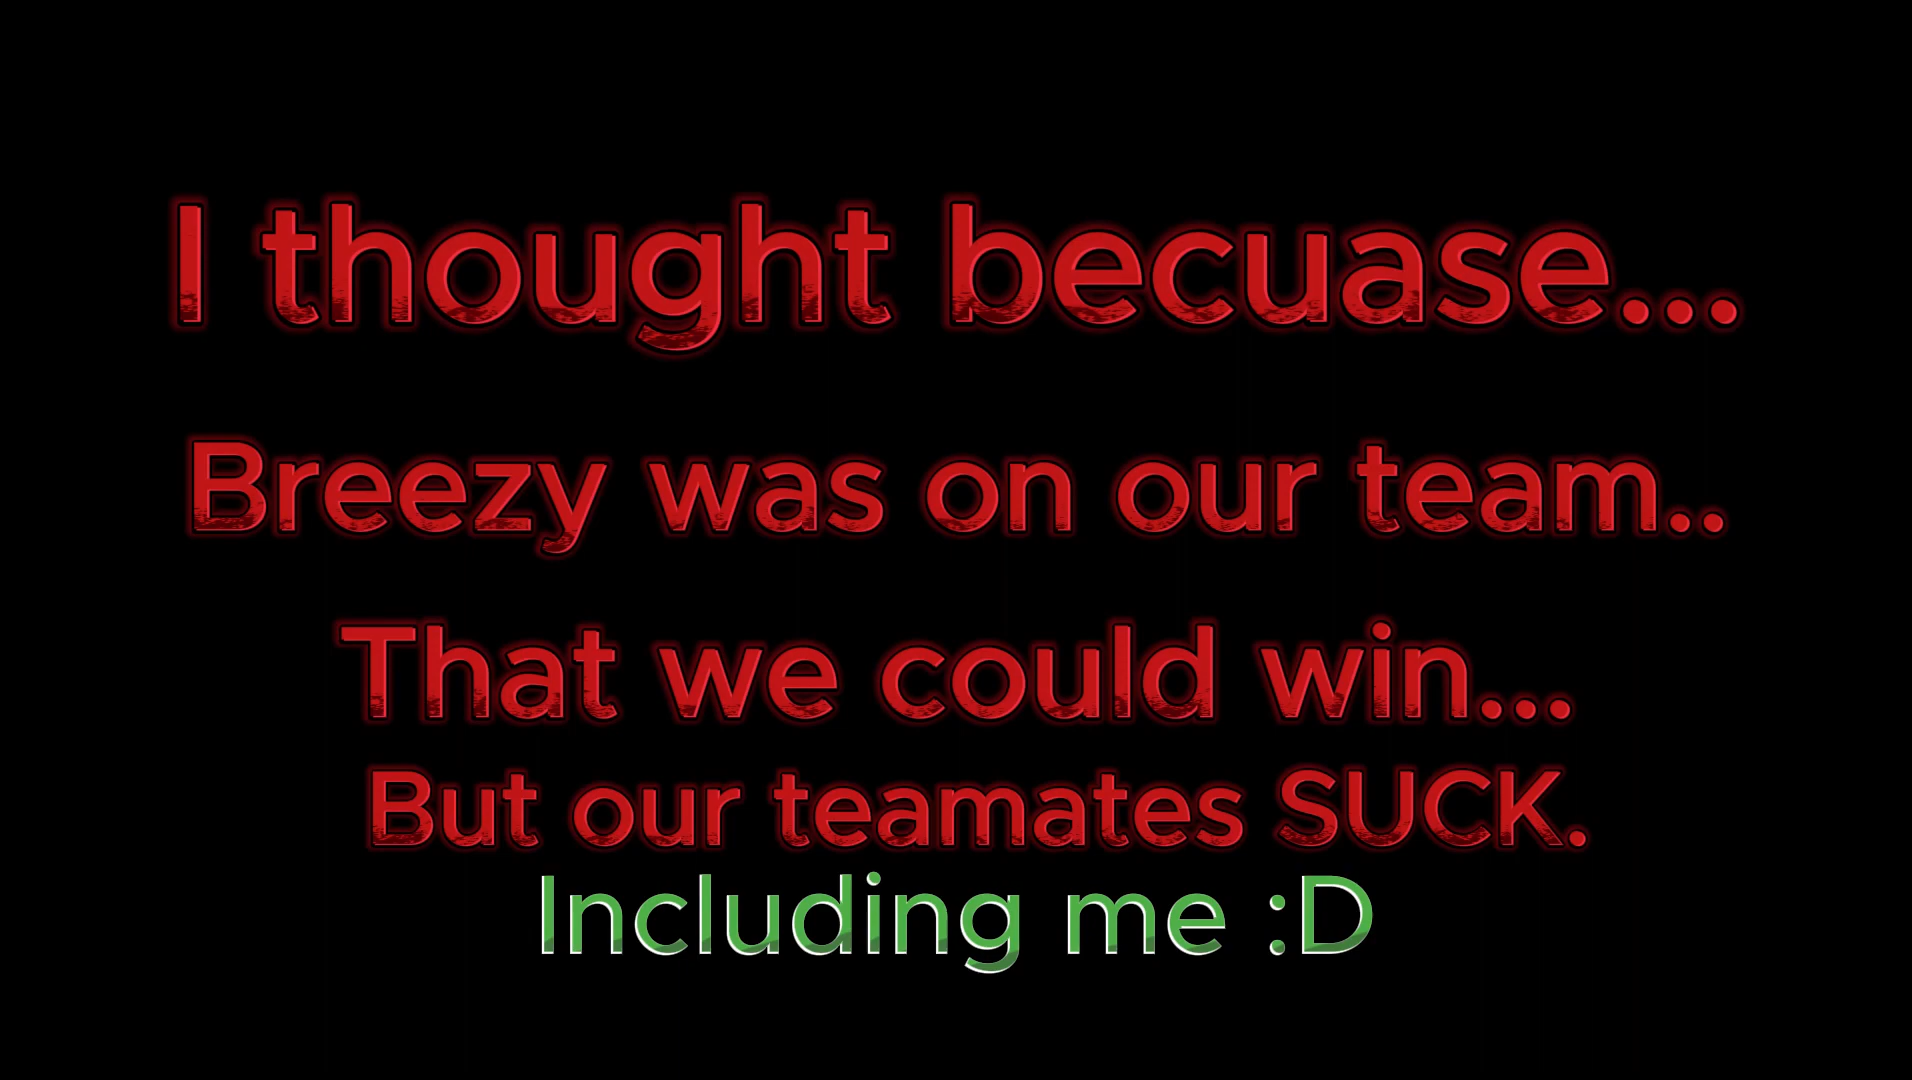 I thought becuase...
Breezy was on our team..
That we could win...
But our teamates SUCK.
Including me :D